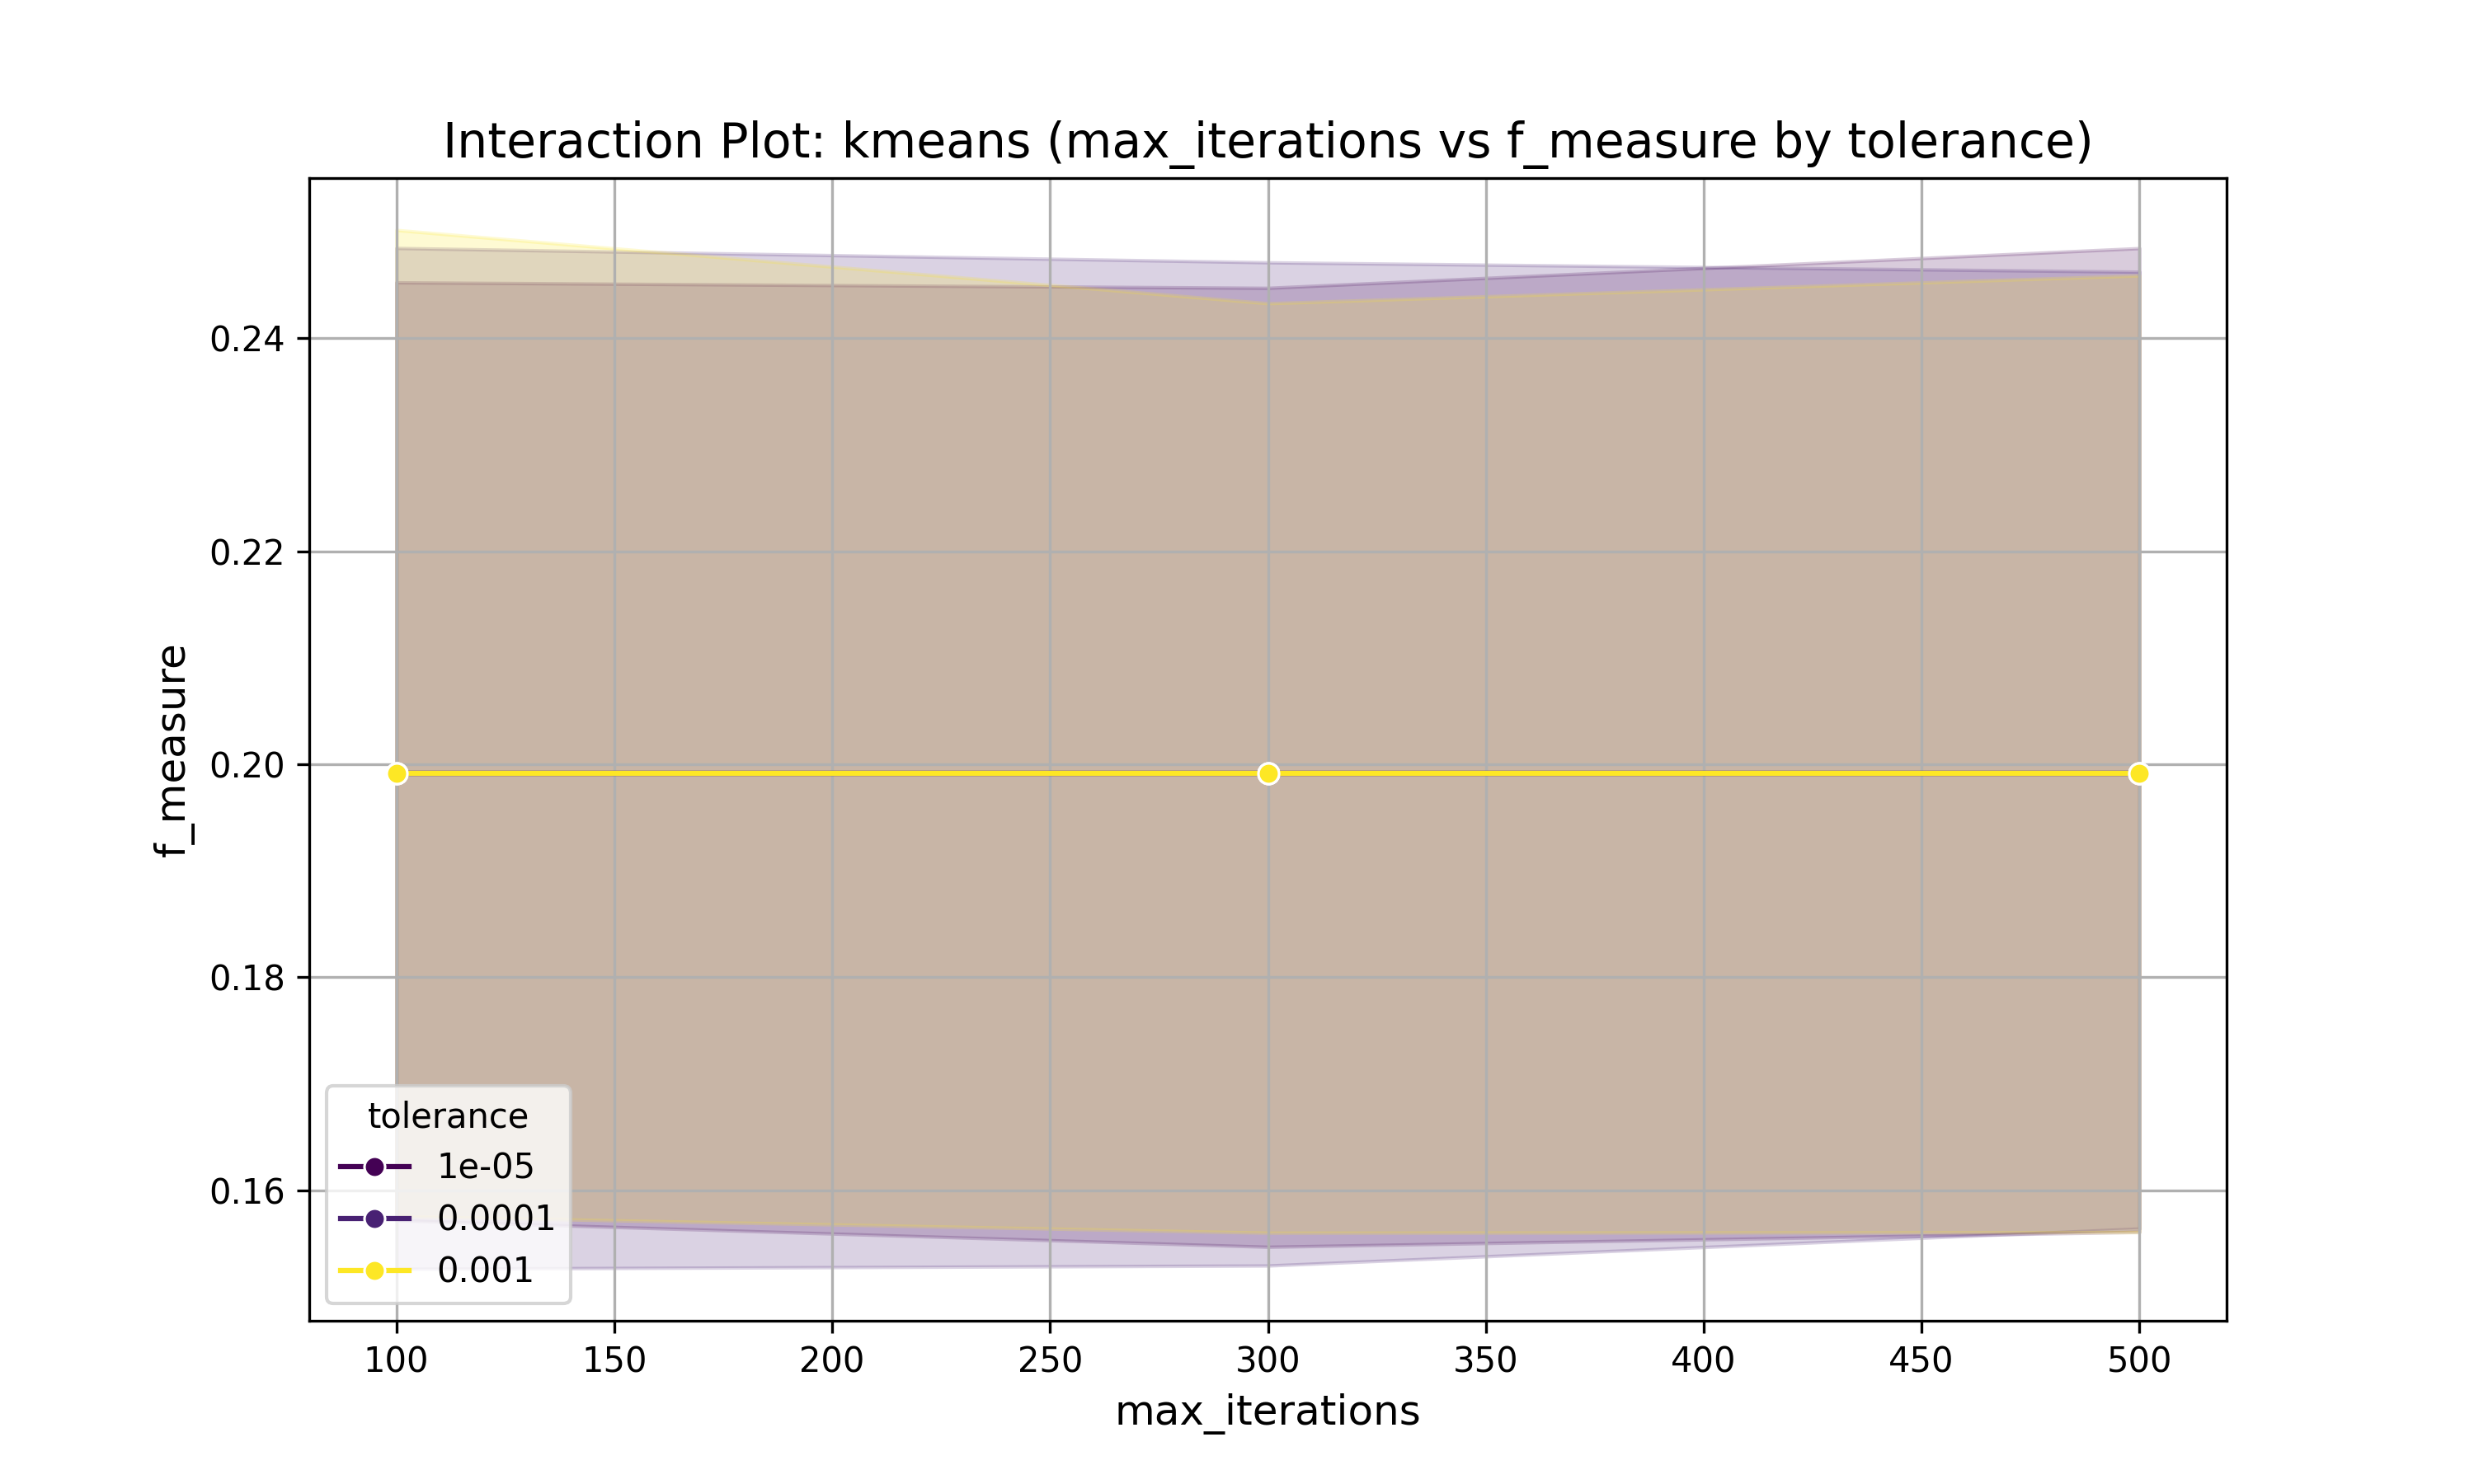 Interaction Plot: kmeans (max_iterations vs f_measure by tolerance)
f_measure
0.24
0.22
0.20
0.18
0.16
tolerance
1e-05
0.0001
0.001
100 150 200 250 300 350 400 450 500
max_iterations